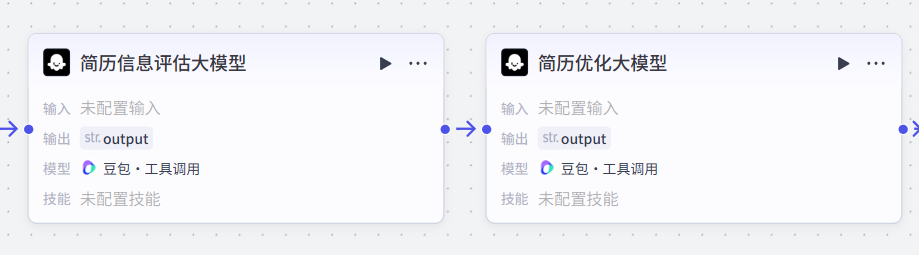 简历信息评估大模型
输入 未配置输入
输出 str. output
模型 豆包·工具调用
技能 未配置技能
简历优化大模型
输入 未配置输入
输出 str. output
模型 豆包·工具调用
技能 未配置技能